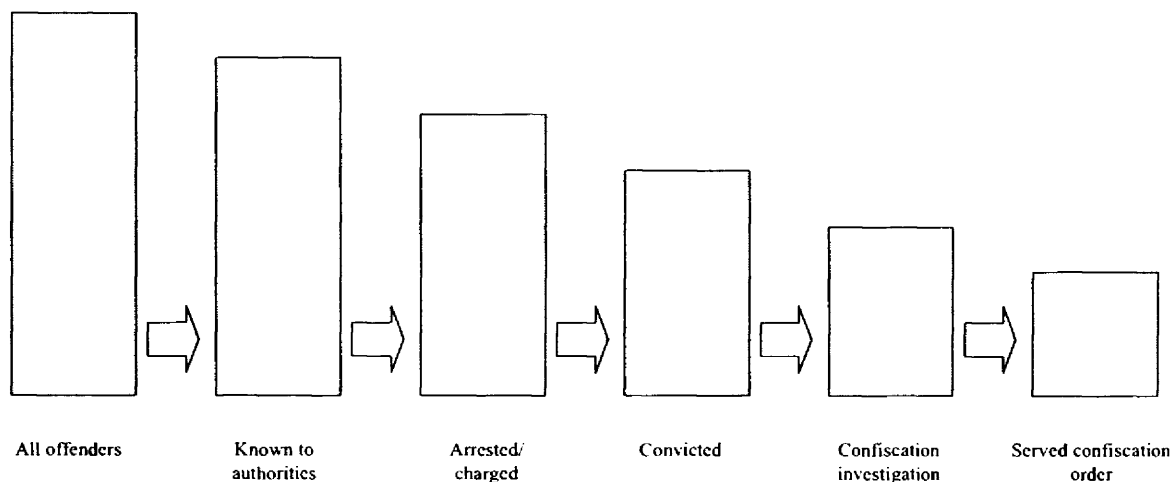 All offenders
Known to
authorities
Arrested/
charged
Convicted
Confiscation
investigation
Served confiscation
order